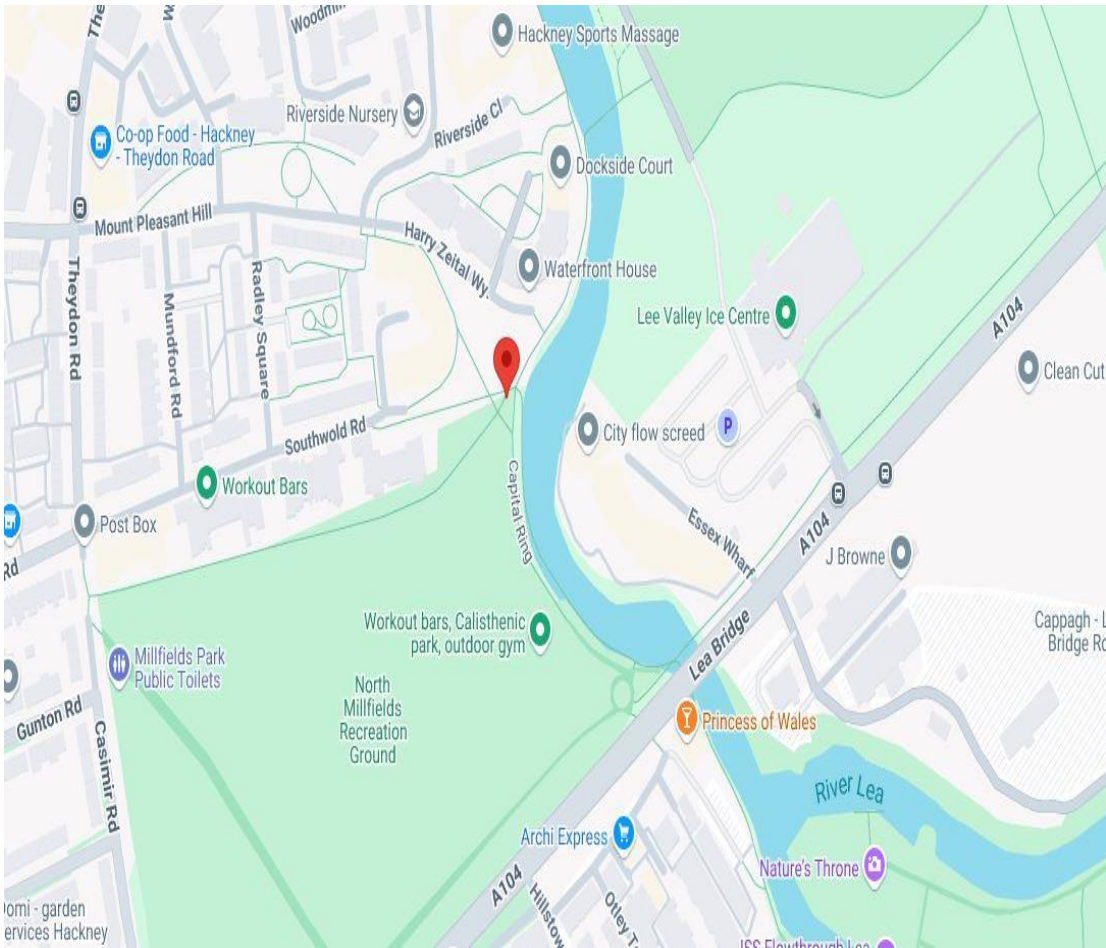 The
M
Woodmi
Hackney Sports Massage
Riverside Nursery
Riverside Cl
Co-op Food - Hackney
- Theydon Road
Dockside Court
Mount Pleasant Hill
Harry Zeital Wy.
Waterfront House
Theydon Rd
Mundford Rd
Radley Square
Lee Valley Ice Centre
A104
Clean Cut
P
City flow screed
Southwold Rd
Workout Bars
Capital Ring
Post Box
Rd
Essex Wharf
A104
J Browne
Workout bars, Calisthenic
park, outdoor gym
Cappagh - L
Bridge Ro
Lea Bridge
Millfields Park
Public Toilets
North
Millfields
Recreation
Ground
Gunton Rd
Casimir Rd
Princess of Wales
River Lea
Archi Express
Nature's Throne
A104
Hillstow
Otley T
omi - garden
ervices Hackney